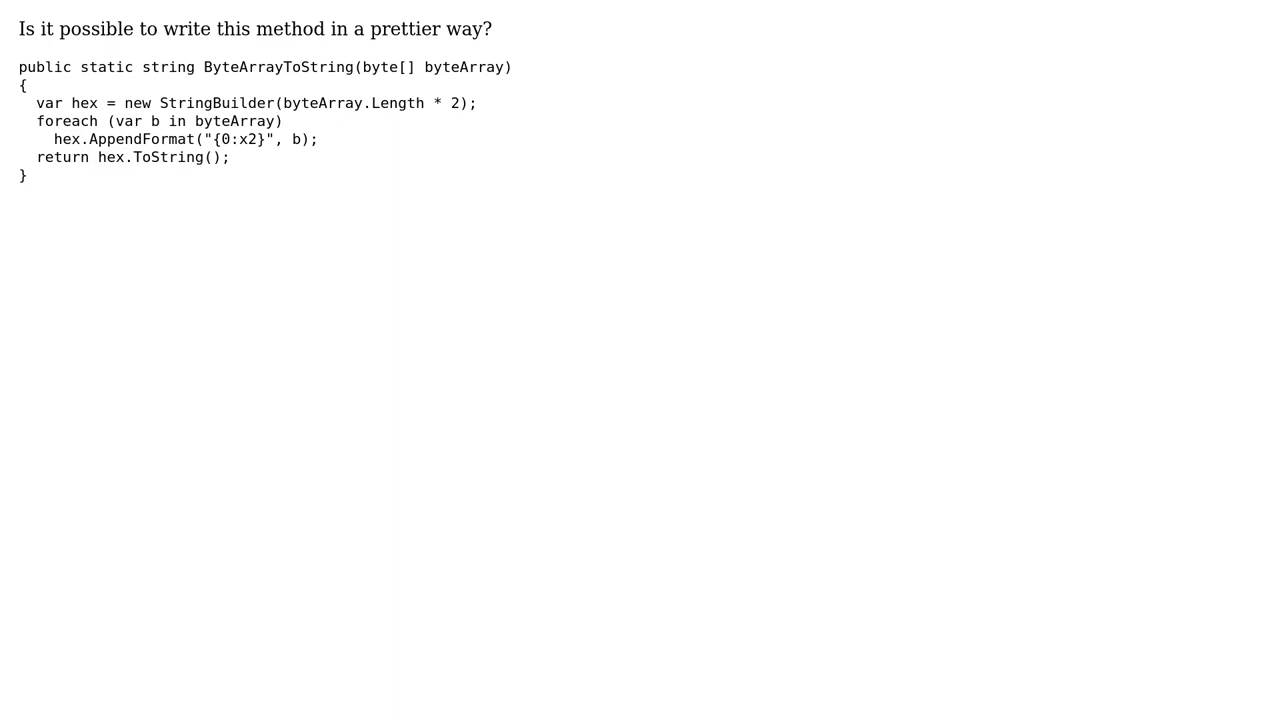 Is it possible to write this method in a prettier way?
public static string ByteArrayToString(byte[] byteArray)
{
  var hex = new StringBuilder(byteArray.Length * 2);
  foreach (var b in byteArray)
    hex.AppendFormat("{0:x2}", b);
  return hex.ToString();
}